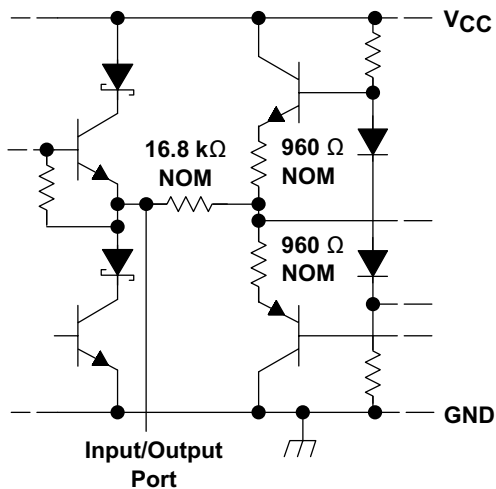 VCC
16.8 kΩ
NOM
960 Ω
NOM
960 Ω
NOM
GND
Input/Output
Port